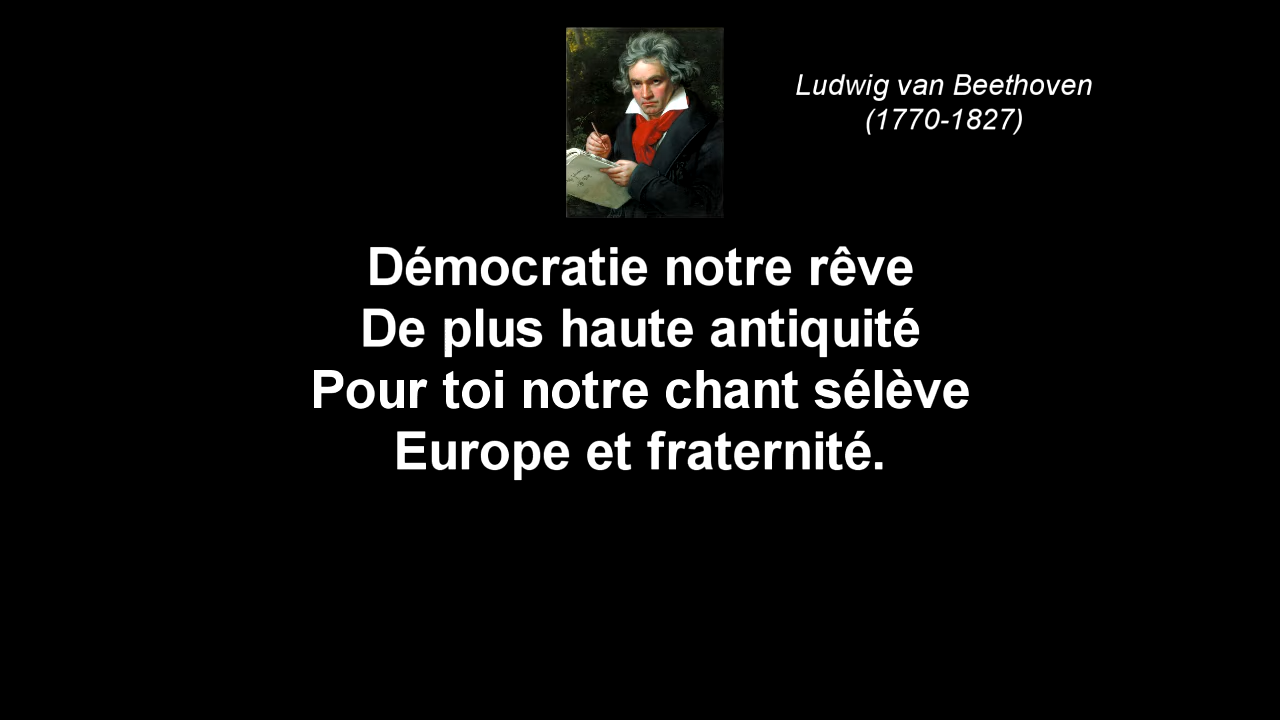 Ludwig van Beethoven
(1770-1827)
Démocratie notre rêve
De plus haute antiquité
Pour toi notre chant sélève
Europe et fraternité.